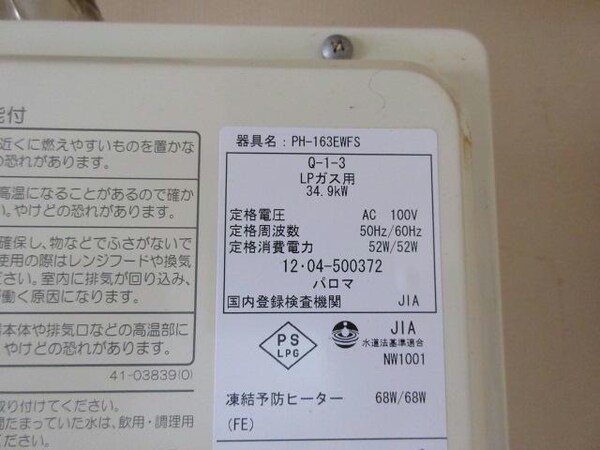 能付
近くに燃えやすいものを置かな
の恐れがあります。
高温になることがあるので確か
い。やけどの恐れがあります。
確保し、物などでふさがないで
使用の際はレンジフードや換気
ださい。室内に排気が回り込み、
働く原因になります。
本体や排気口などの高温部に
。やけどの恐れがあります。
41-03839(0)
取り付けてください。
間たまっていた水は、飲用・調理用
ください。
器具名：PH-163EWFS
Q-1-3
LPガス用
34.9kW
定格電圧 AC 100V
定格周波数 50Hz/60Hz
定格消費電力 52W/52W
12・04-500372
パロマ
国内登録検査機関 JIA
PS
LPG
JIA
水道法基準適合
NW1001
凍結予防ヒーター 68W/68W
(FE)